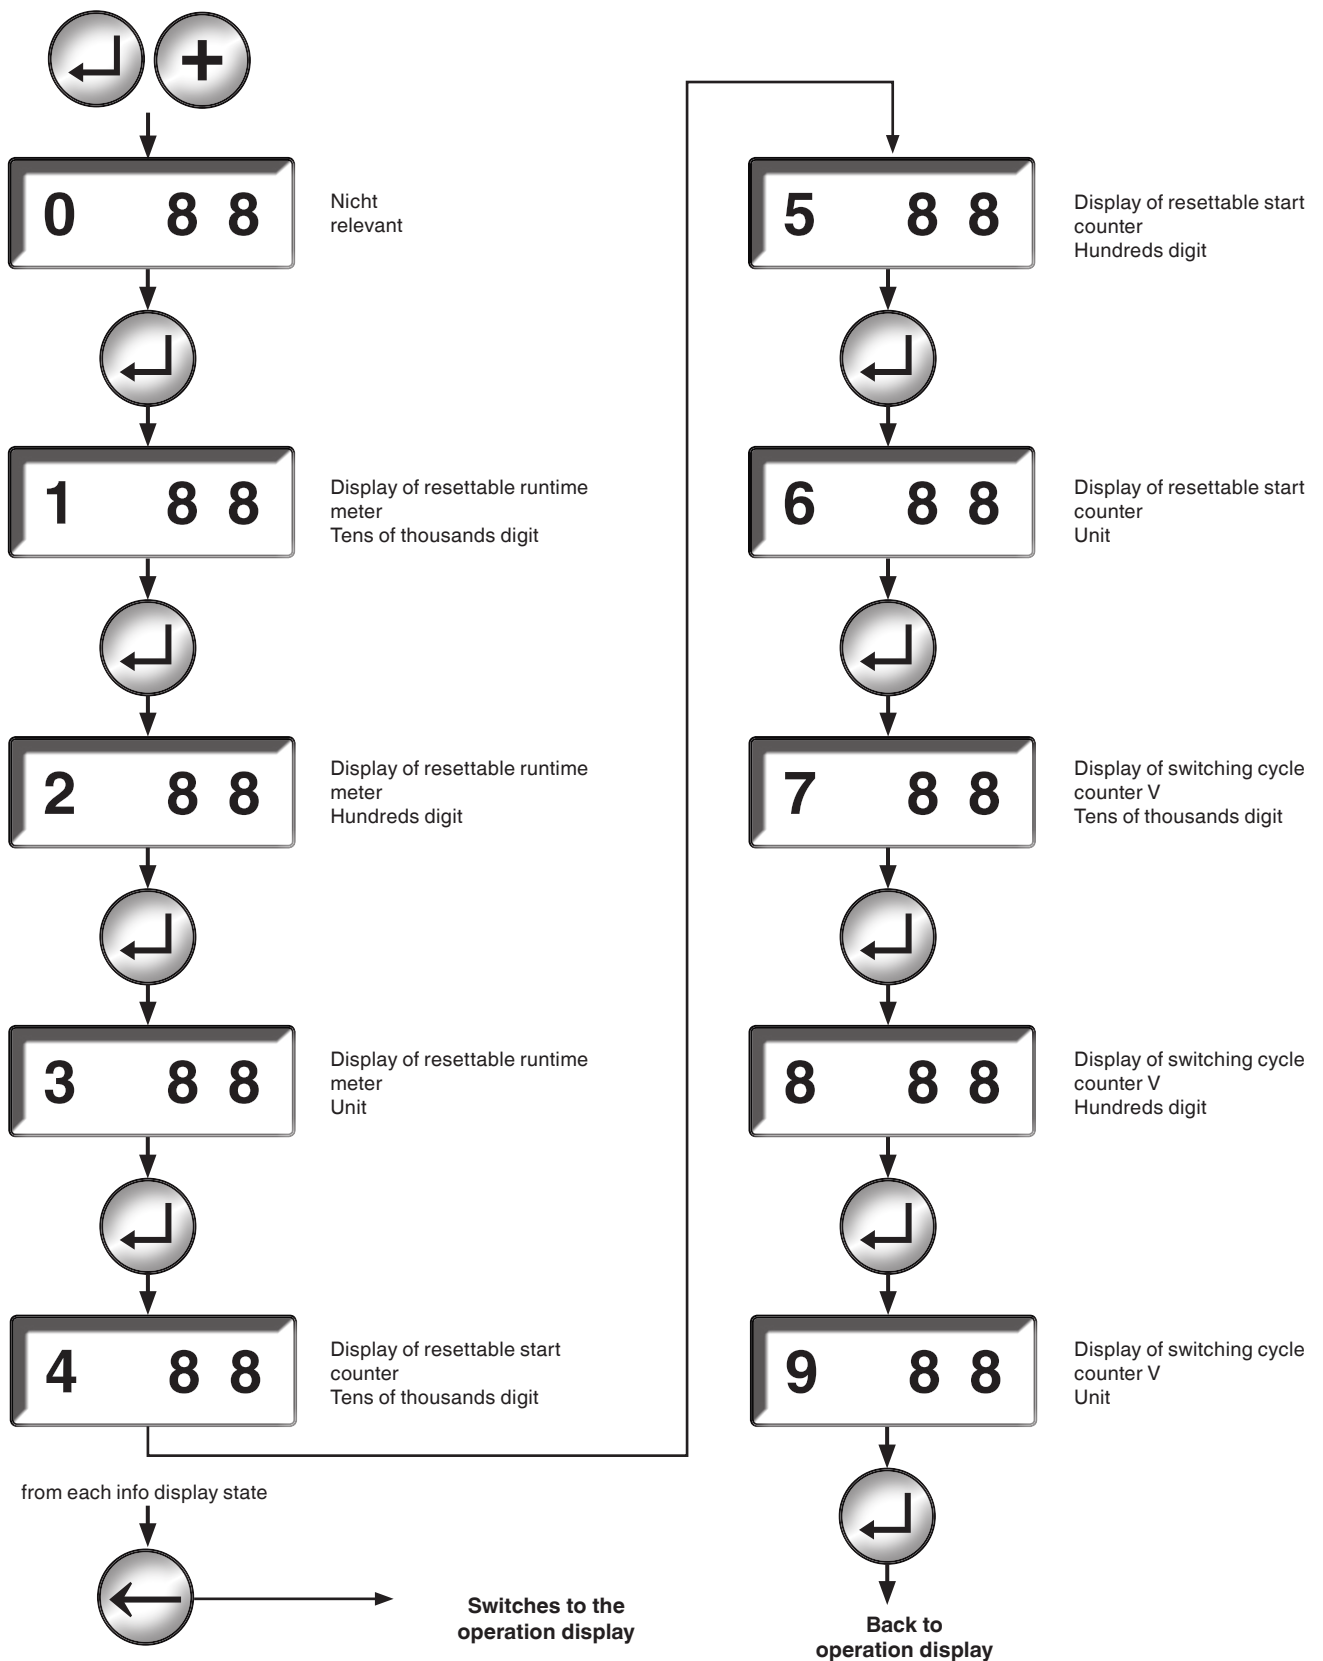 +
0 8 8
Nicht
relevant
1 8 8
Display of resettable runtime
meter
Tens of thousands digit
2 8 8
Display of resettable runtime
meter
Hundreds digit
3 8 8
Display of resettable runtime
meter
Unit
4 8 8
Display of resettable start
counter
Tens of thousands digit
from each info display state
Switches to the
operation display
5 8 8
Display of resettable start
counter
Hundreds digit
6 8 8
Display of resettable start
counter
Unit
7 8 8
Display of switching cycle
counter V
Tens of thousands digit
8 8 8
Display of switching cycle
counter V
Hundreds digit
9 8 8
Display of switching cycle
counter V
Unit
Back to
operation display